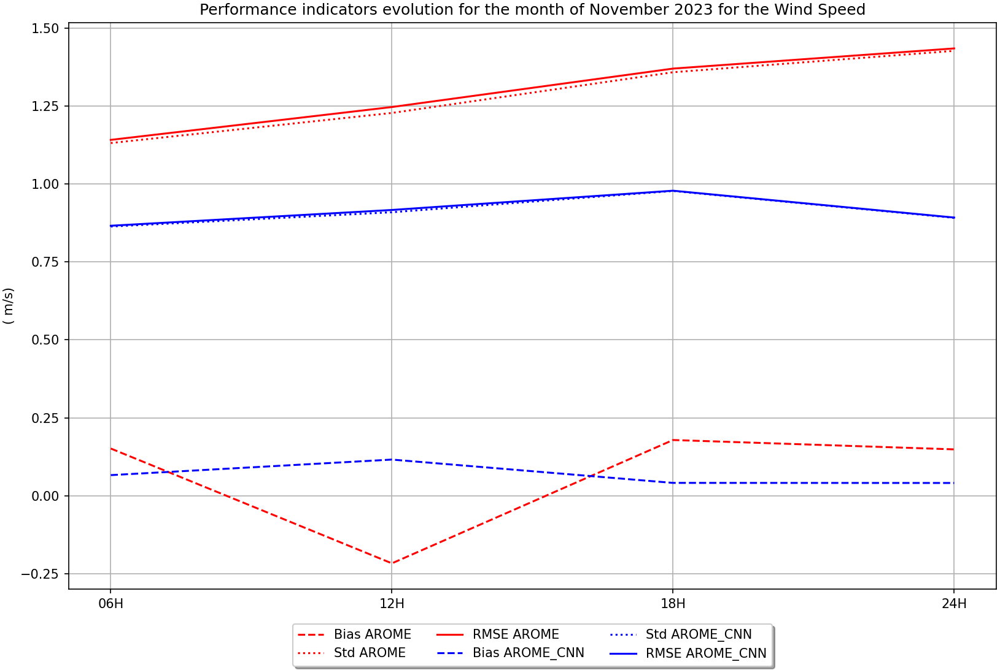 Performance indicators evolution for the month of November 2023 for the Wind Speed
1.50
1.25
1.00
0.75
0.50
0.25
0.00
−0.25
( m/s)
06H 12H 18H 24H
Bias AROME RMSE AROME Std AROME_CNN
Std AROME Bias AROME_CNN RMSE AROME_CNN